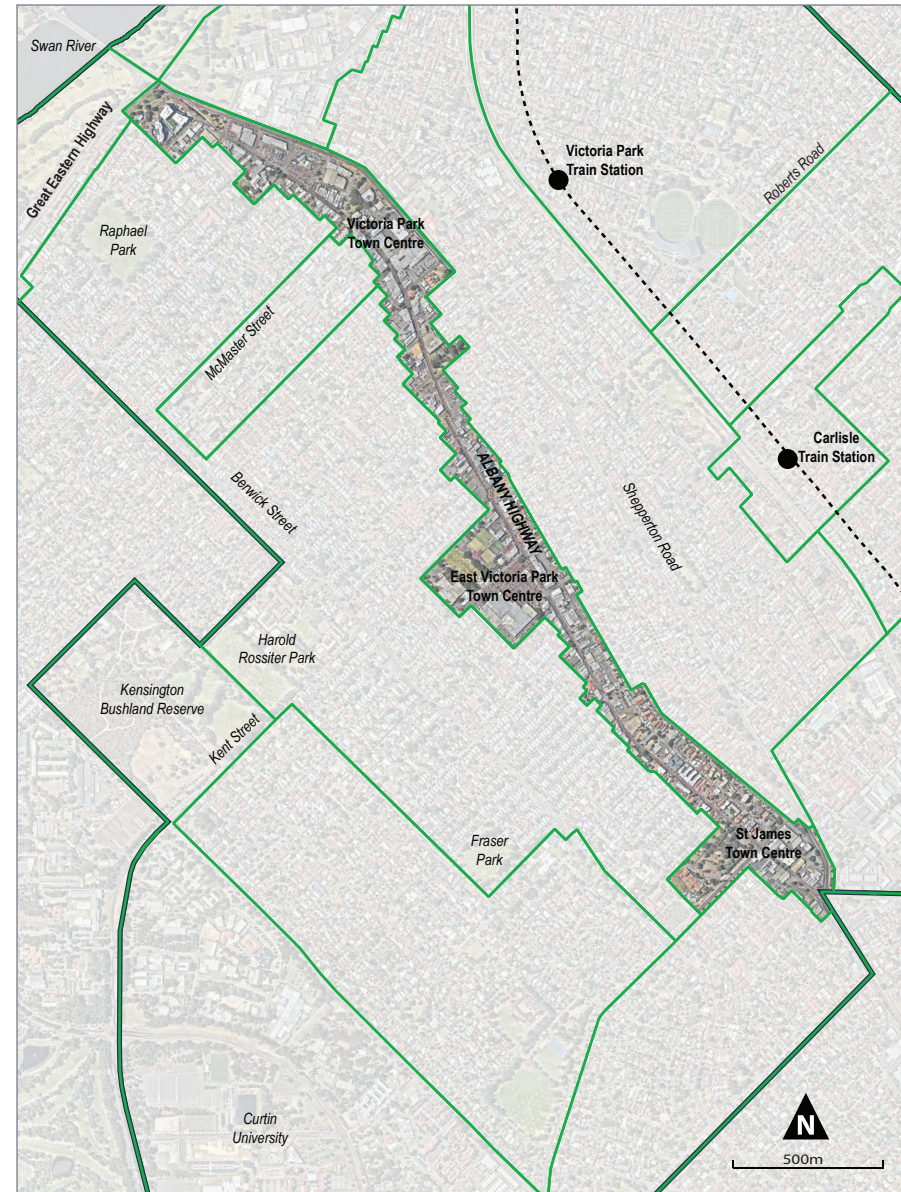 Swan River
Great Eastern Highway
Victoria Park
Train Station
Roberts Road
Raphael
Park
Victoria Park
Town Centre
McMaster Street
Carlisle
Train Station
ALBANY HIGHWAY
Berwick Street
Shepperton Road
East Victoria Park
Town Centre
Harold
Rossiter Park
Kensington
Bushland Reserve
Kent Street
Fraser
Park
St James
Town Centre
Curtin
University
N
500m